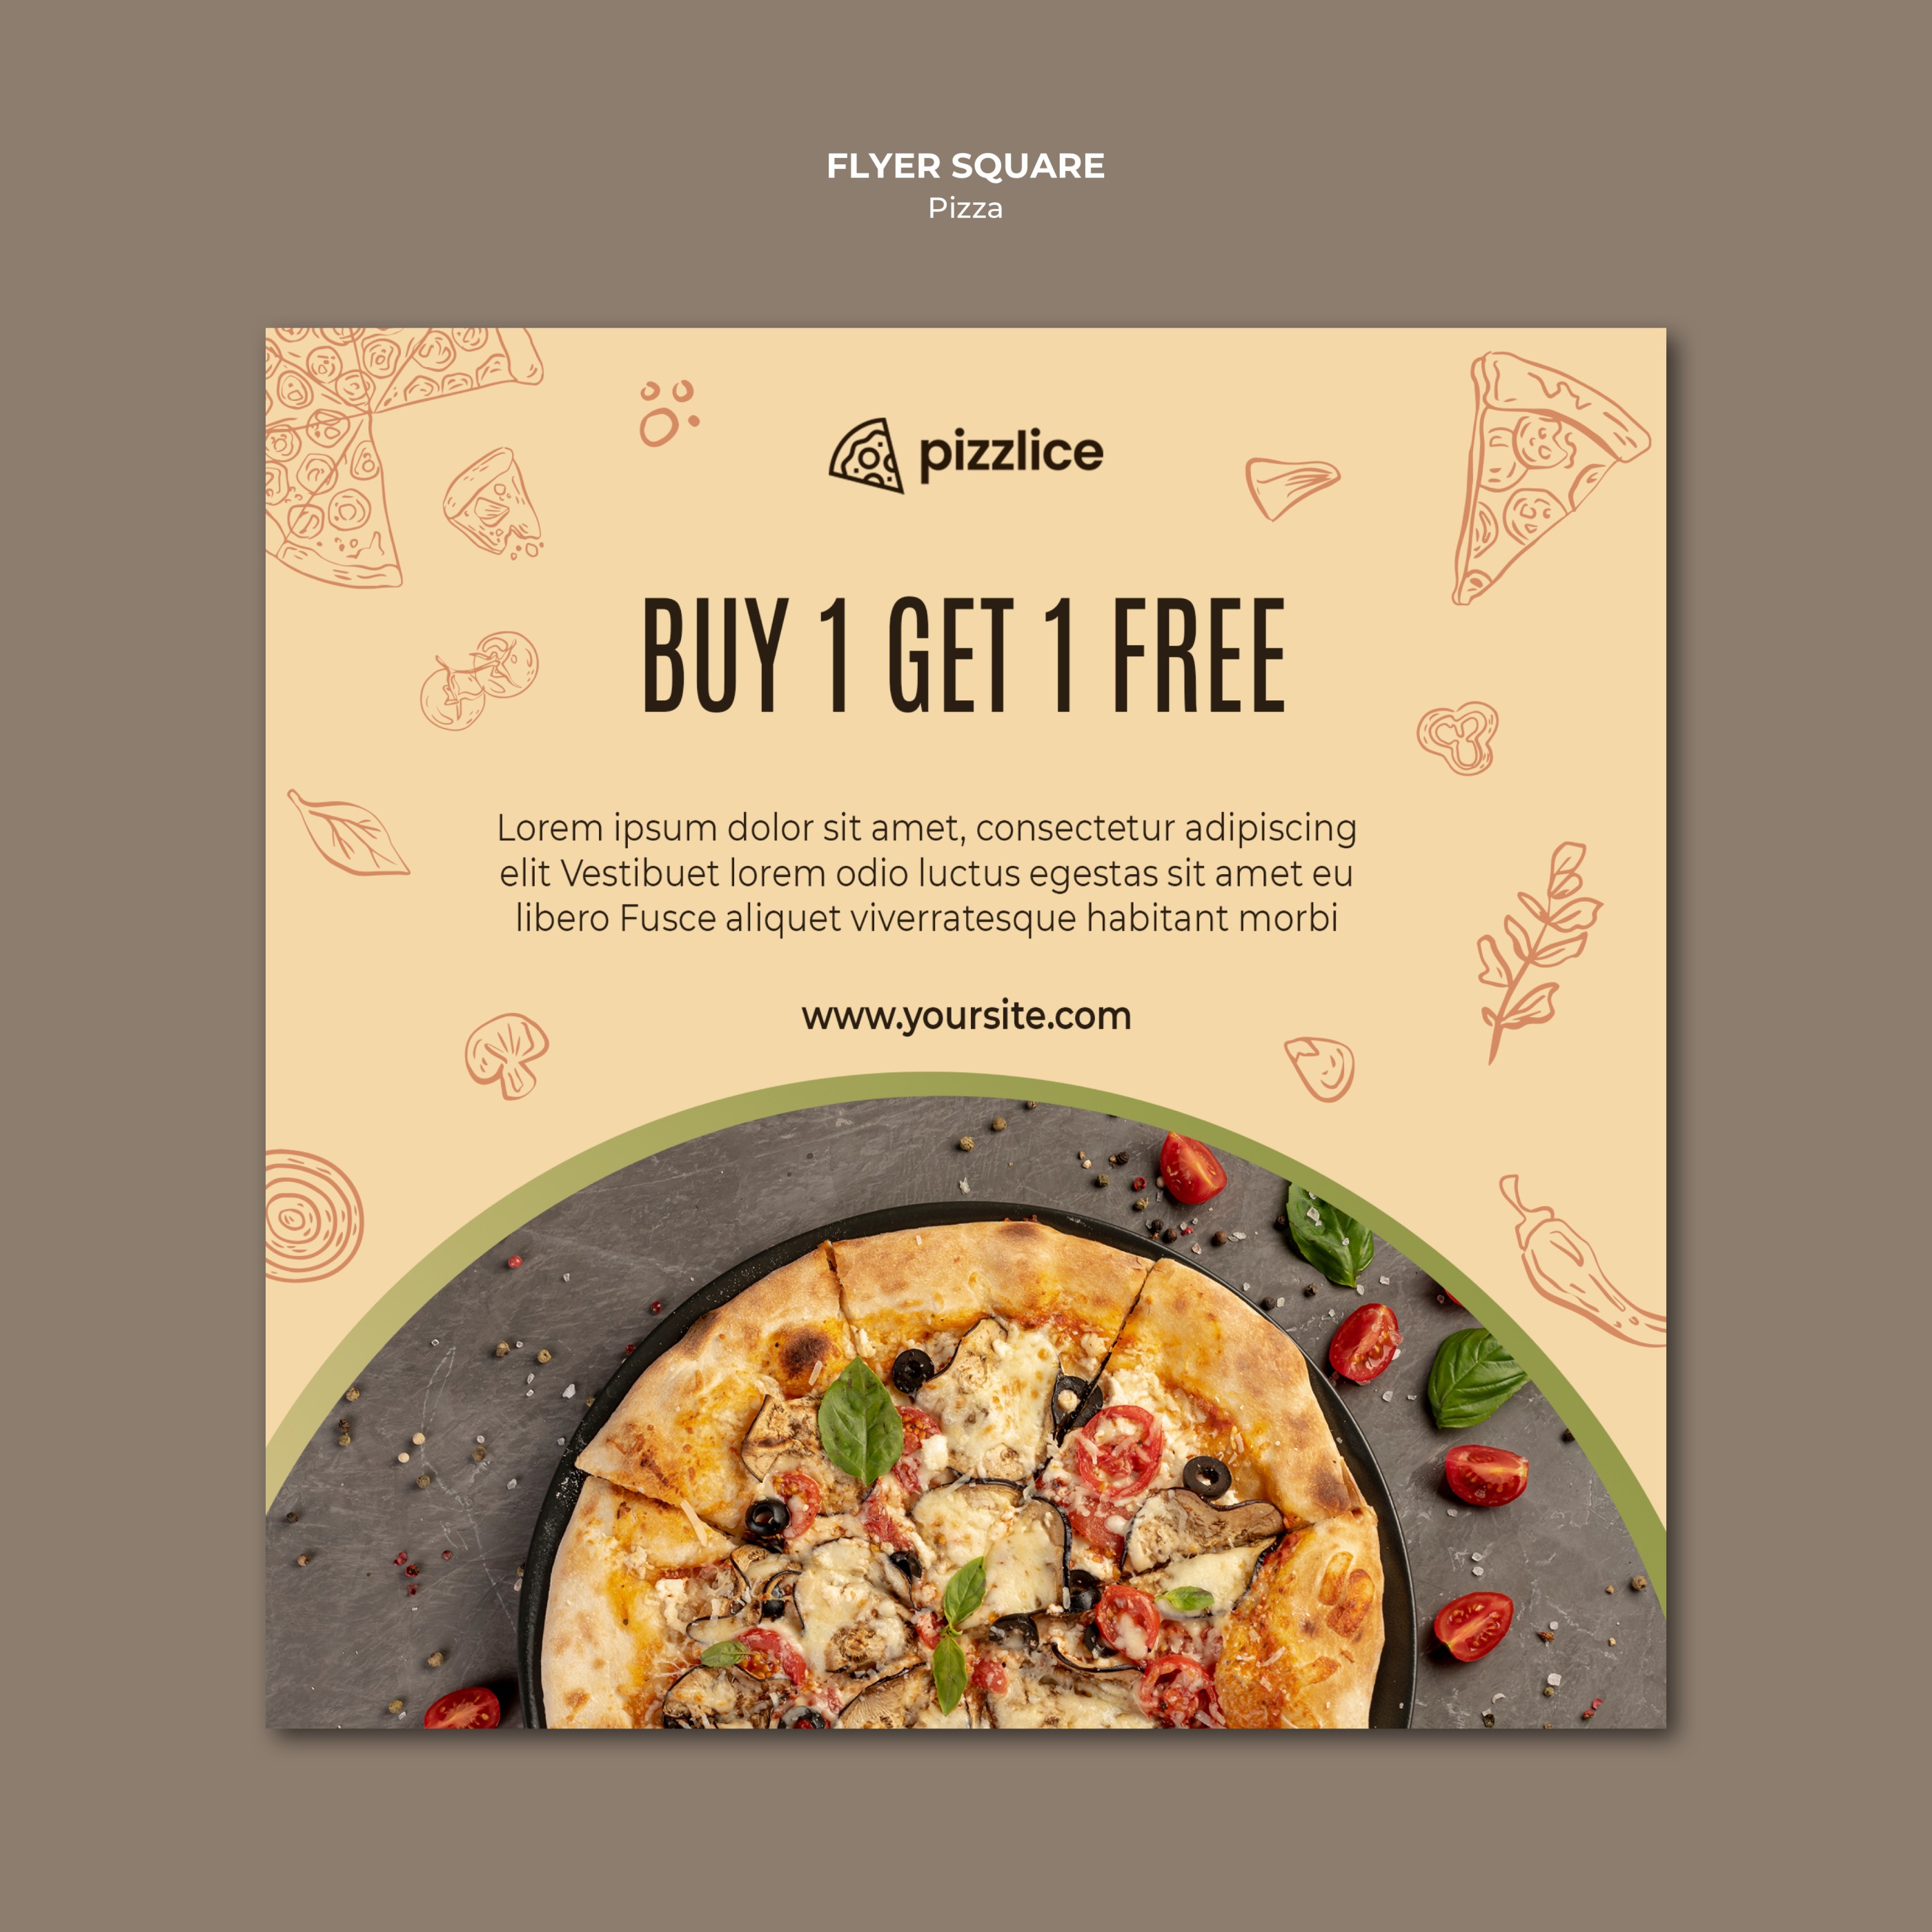 FLYER SQUARE
Pizza
pizzlice
BUY 1 GET 1 FREE
Lorem ipsum dolor sit amet, consectetur adipiscing
elit Vestibuet lorem odio luctus egestas sit amet eu
libero Fusce aliquet viverratesque habitant morbi
www.yoursite.com